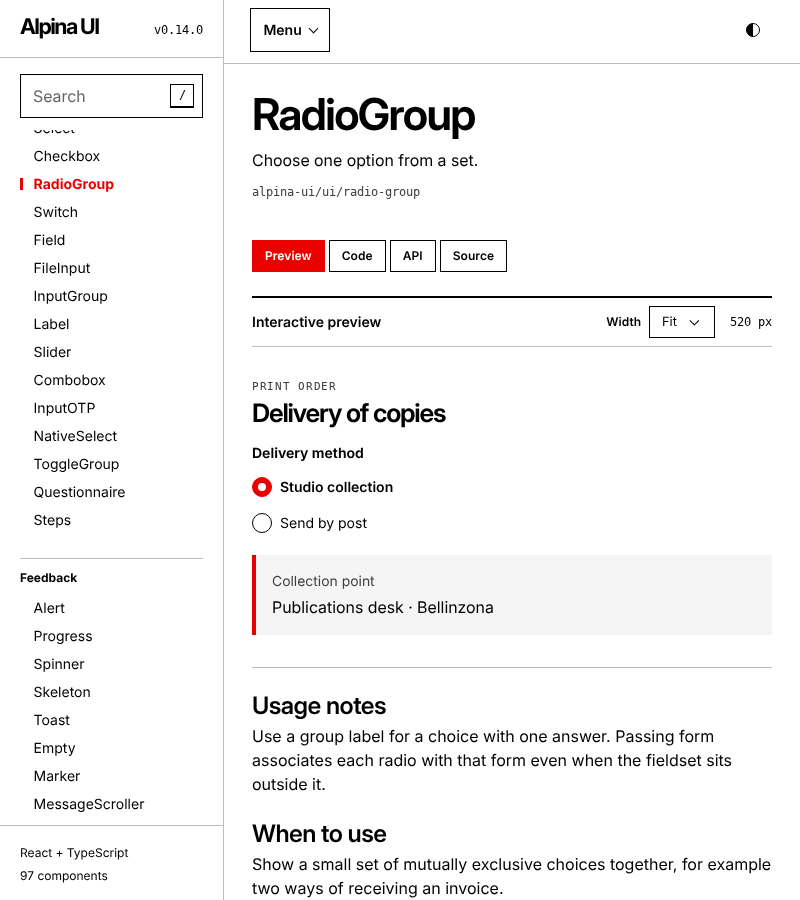 Alpina UI
v0.14.0
Search
/
Select
Checkbox
RadioGroup
Switch
Field
FileInput
InputGroup
Label
Slider
Combobox
InputOTP
NativeSelect
ToggleGroup
Questionnaire
Steps
Feedback
Alert
Progress
Spinner
Skeleton
Toast
Empty
Marker
MessageScroller
React + TypeScript
97 components
Menu
RadioGroup
Choose one option from a set.
alpina-ui/ui/radio-group
Preview
Code
API
Source
Interactive preview
Width
Fit
520 px
PRINT ORDER
Delivery of copies
Delivery method
Studio collection
Send by post
Collection point
Publications desk · Bellinzona
Usage notes
Use a group label for a choice with one answer. Passing form
associates each radio with that form even when the fieldset sits
outside it.
When to use
Show a small set of mutually exclusive choices together, for example
two ways of receiving an invoice.